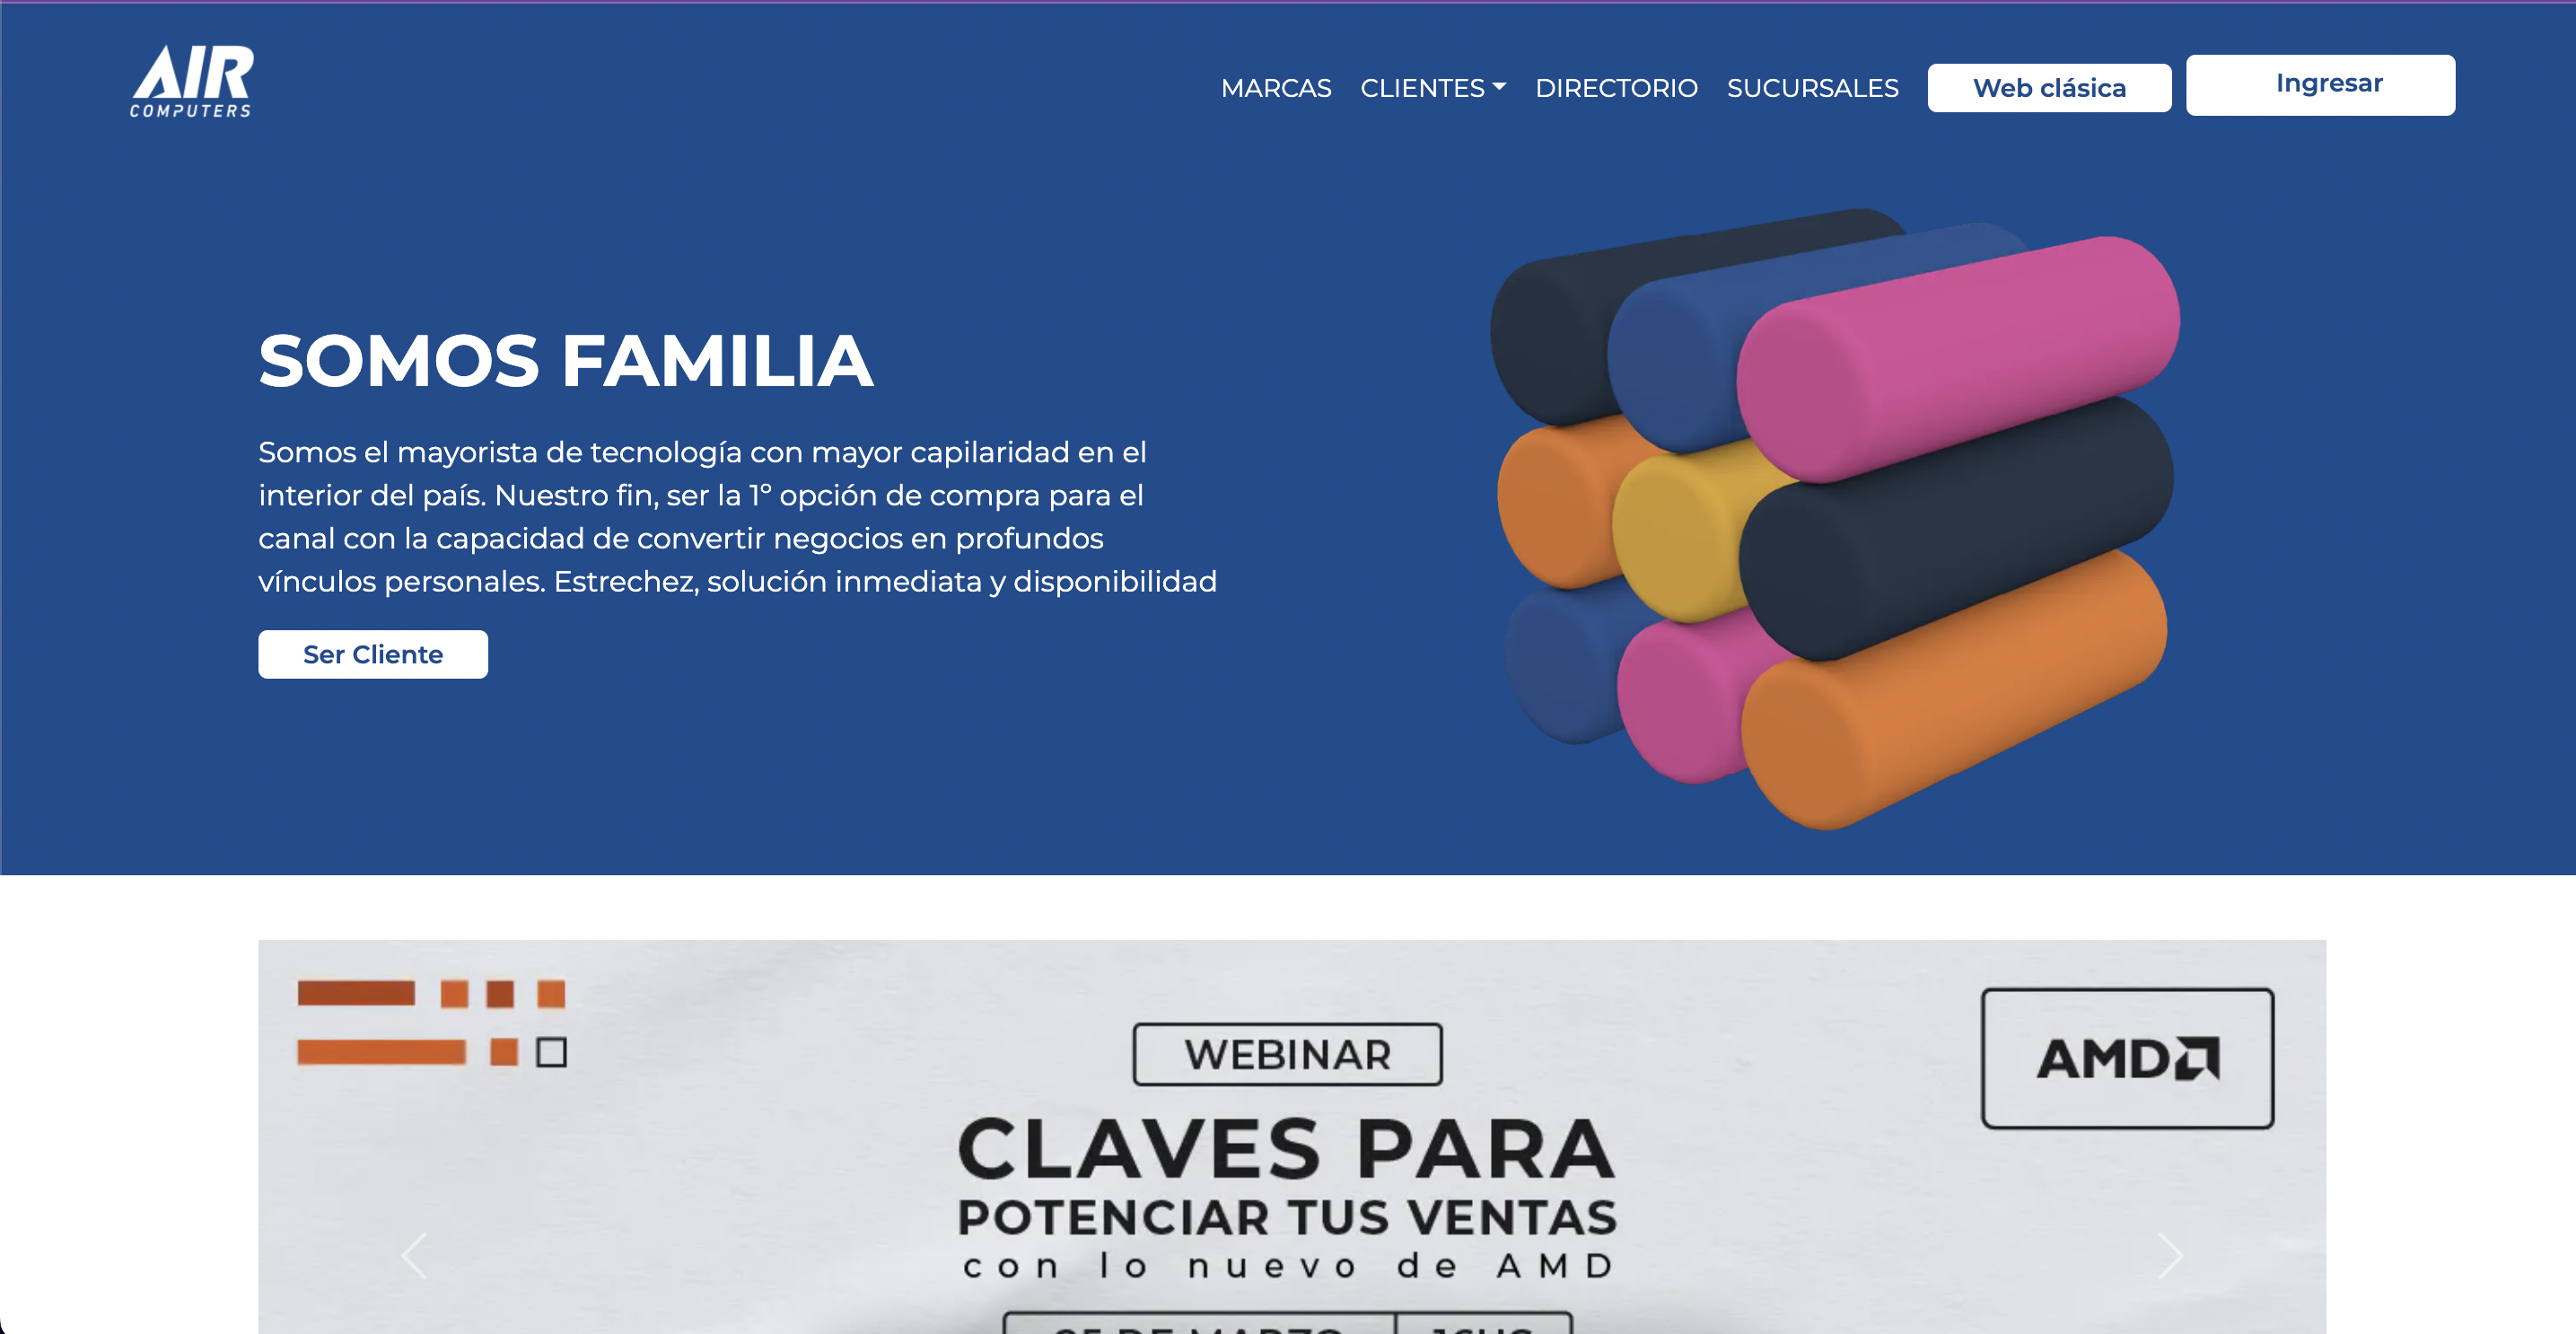 AIR
COMPUTERS
MARCAS CLIENTES DIRECTORIO SUCURSALES Web clásica Ingresar
SOMOS FAMILIA
Somos el mayorista de tecnología con mayor capilaridad en el
interior del país. Nuestro fin, ser la 1º opción de compra para el
canal con la capacidad de convertir negocios en profundos
vínculos personales. Estrechez, solución inmediata y disponibilidad
Ser Cliente
WEBINAR
AMD
CLAVES PARA
POTENCIAR TUS VENTAS
con lo nuevo de AMD